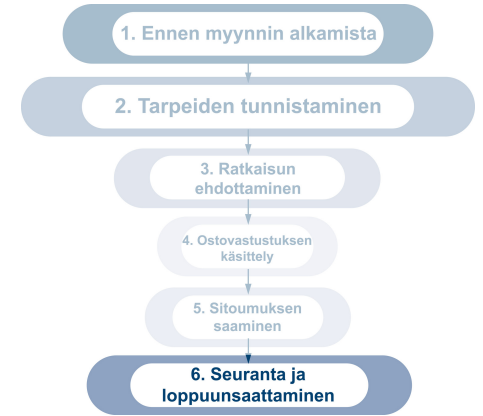 1. Ennen myynnin alkamista
2. Tarpeiden tunnistaminen
3. Ratkaisun
ehdottaminen
4. Ostovastustuksen
käsittely
5. Sitoumuksen
saaminen
6. Seuranta ja
loppuunsaattaminen